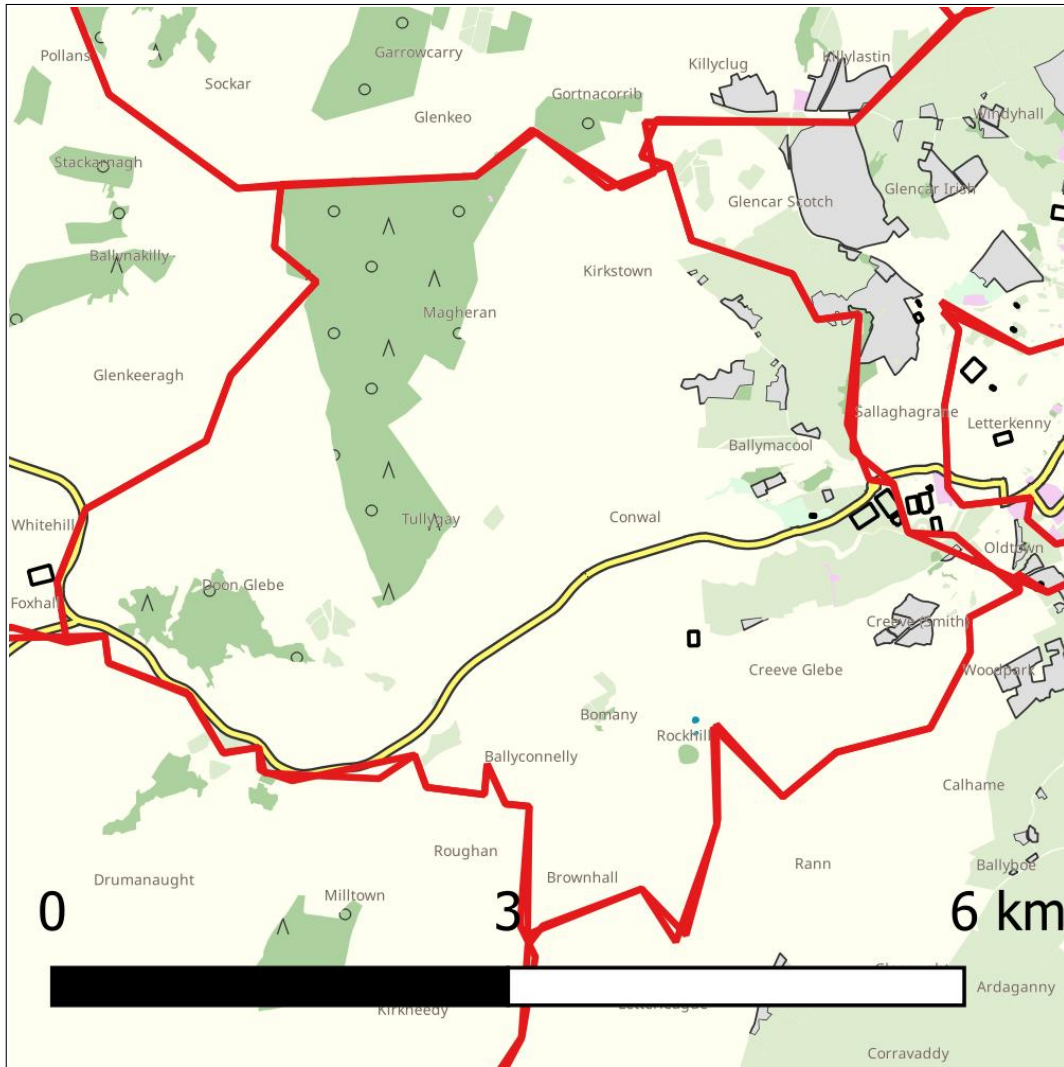 Pollans
Garrowcarry
Killylastin
Killyclug
Sockar
Gortnacorrib
Glenkeo
Windyhall
Stackarnagh
Glencar Irish
Glencar Scotch
Ballynakilly
Kirkstown
Magheran
Glenkeeragh
Sallaghagrane
Letterkenny
Ballymacool
Whitehill
Tullygay
Conwal
Oldtown
Doon Glebe
Foxhall
Creeve (Smith)
Creeve Glebe
Woodpark
Bomany
Rockhill
Ballyconnelly
Calhame
Roughan
Rann
Ballyboe
Drumanaught
Brownhall
Milltown
0 3 6 km
Ardaganny
Kirkneedy
Corravaddy